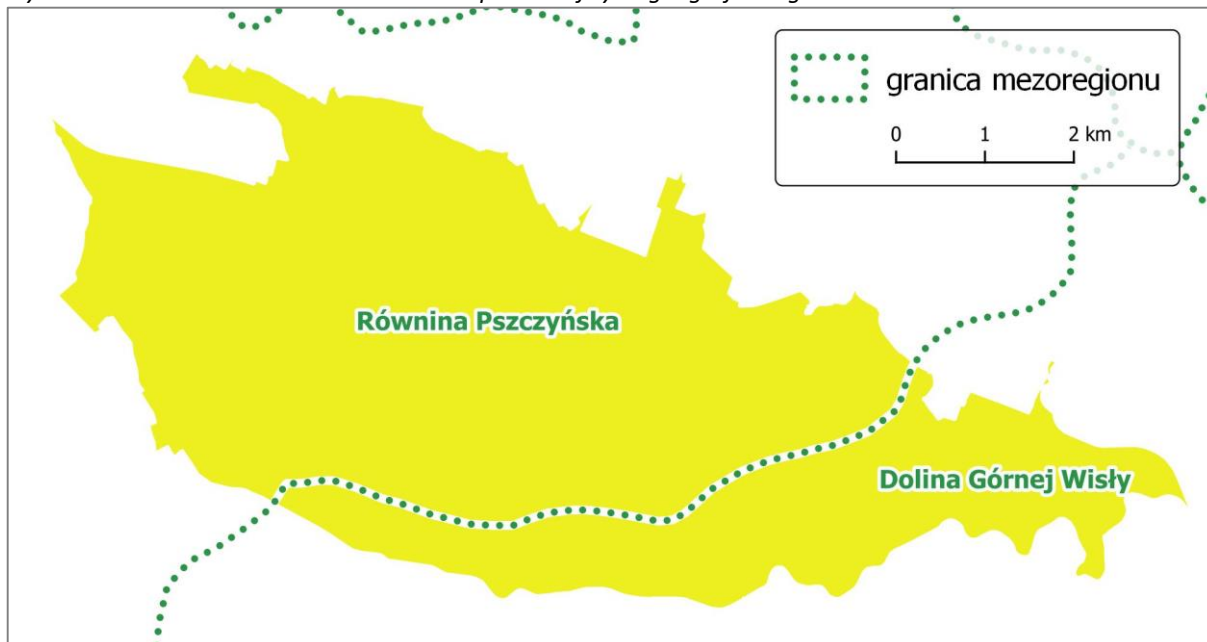 granica mezoregionu
0 1 2 km
Równina Pszczyńska
Dolina Górnej Wisły